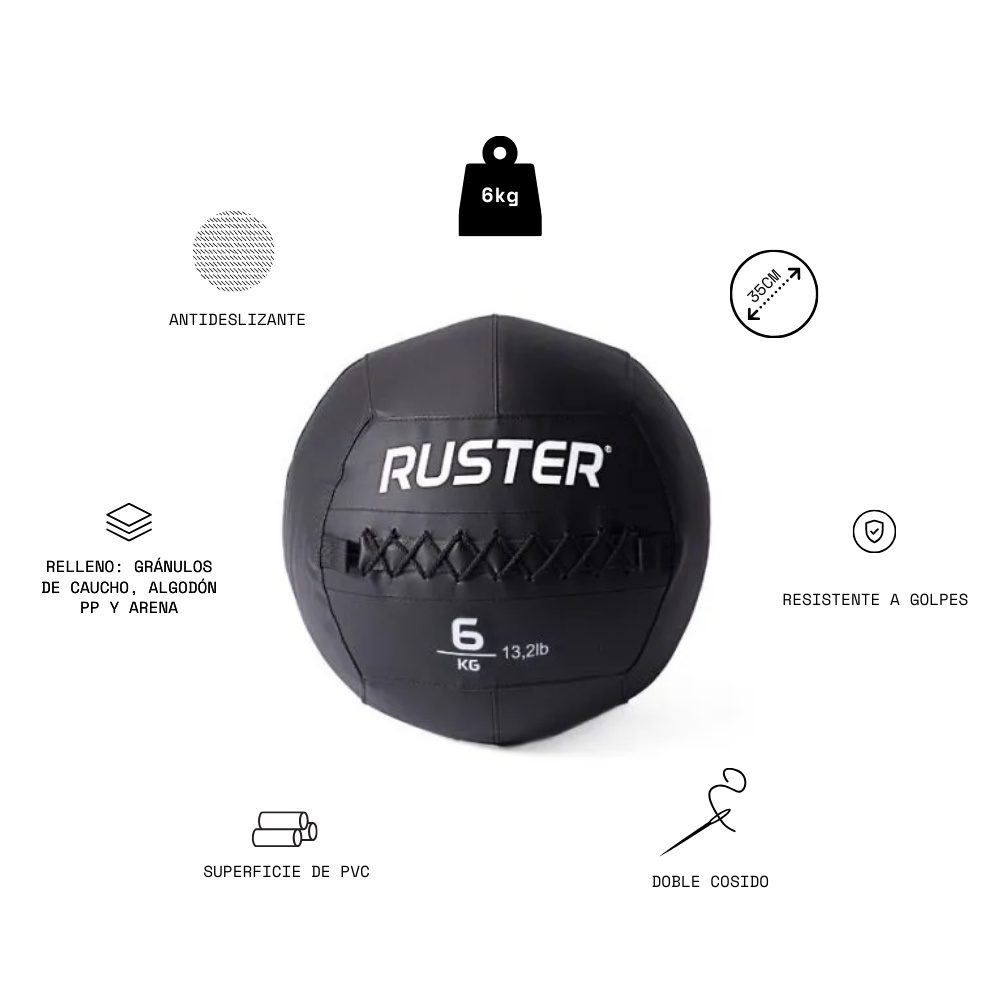 6kg
ANTIDESLIZANTE
35CM
RUSTER®
RELLENO: GRÁNULOS
DE CAUCHO, ALGODÓN
PP Y ARENA
RESISTENTE A GOLPES
6
KG
13,2lb
SUPERFICIE DE PVC
DOBLE COSIDO